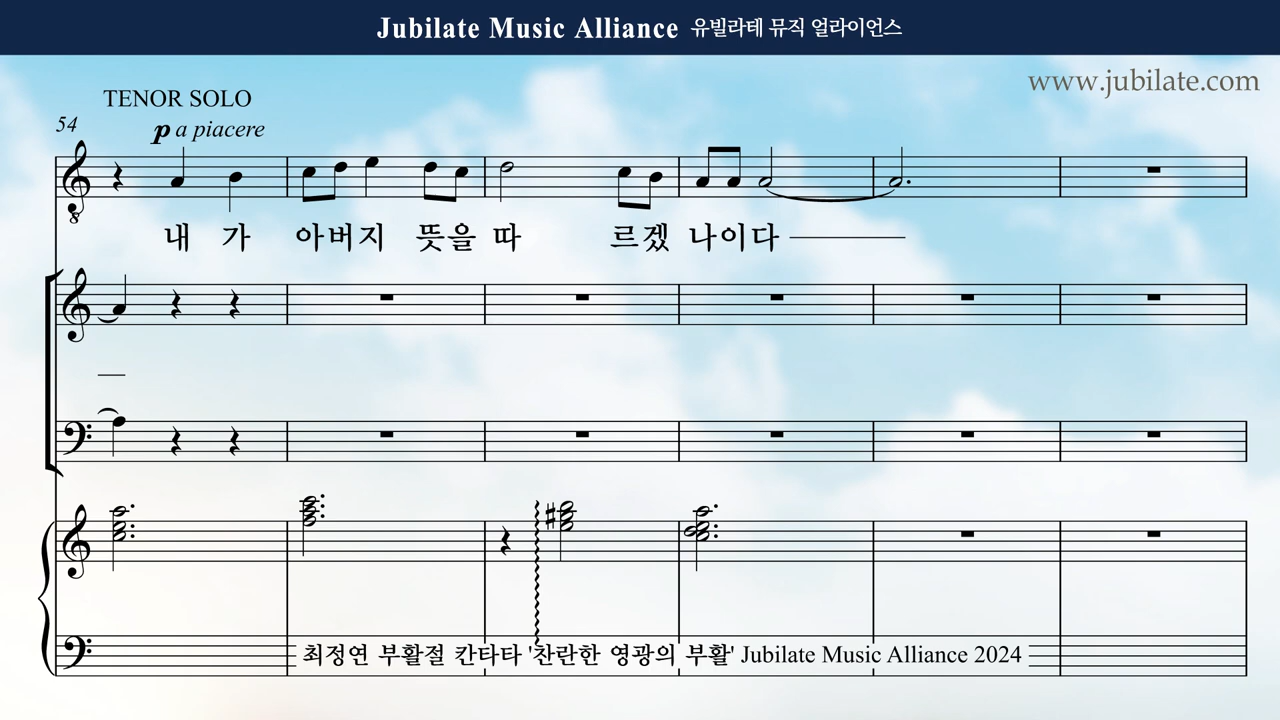 Jubilate Music Alliance 유빌라테 뮤직 얼라이언스
www.jubilate.com
TENOR SOLO
54
p a piacere
내 가 아버지 뜻을 따 르겠 나이다
최정연 부활절 칸타타 '찬란한 영광의 부활' Jubilate Music Alliance 2024